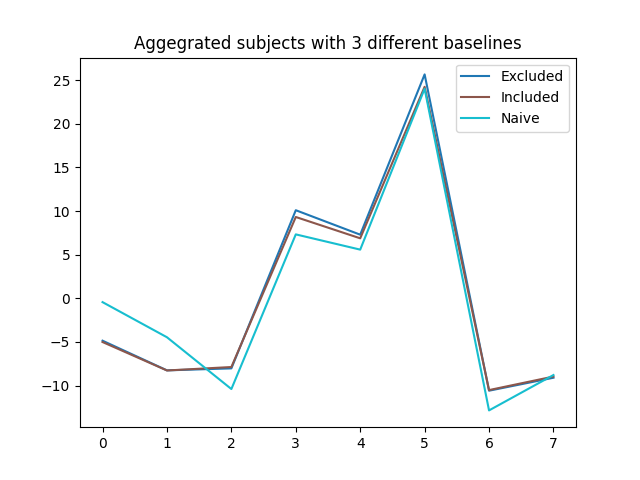 Aggegrated subjects with 3 different baselines
Excluded
Included
Naive
25
20
15
10
5
0
−5
−10
0 1 2 3 4 5 6 7